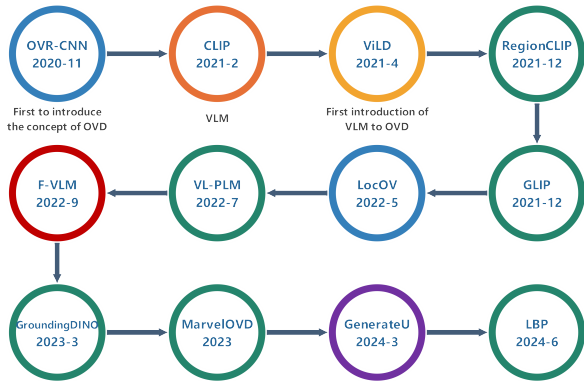 OVR-CNN
2020-11
CLIP
2021-2
ViLD
2021-4
RegionCLIP
2021-12
First to introduce
the concept of OVD
VLM
First introduction of
VLM to OVD
F-VLM
2022-9
VL-PLM
2022-7
LocOV
2022-5
GLIP
2021-12
GroundingDINO
2023-3
MarvelOVD
2023
GenerateU
2024-3
LBP
2024-6